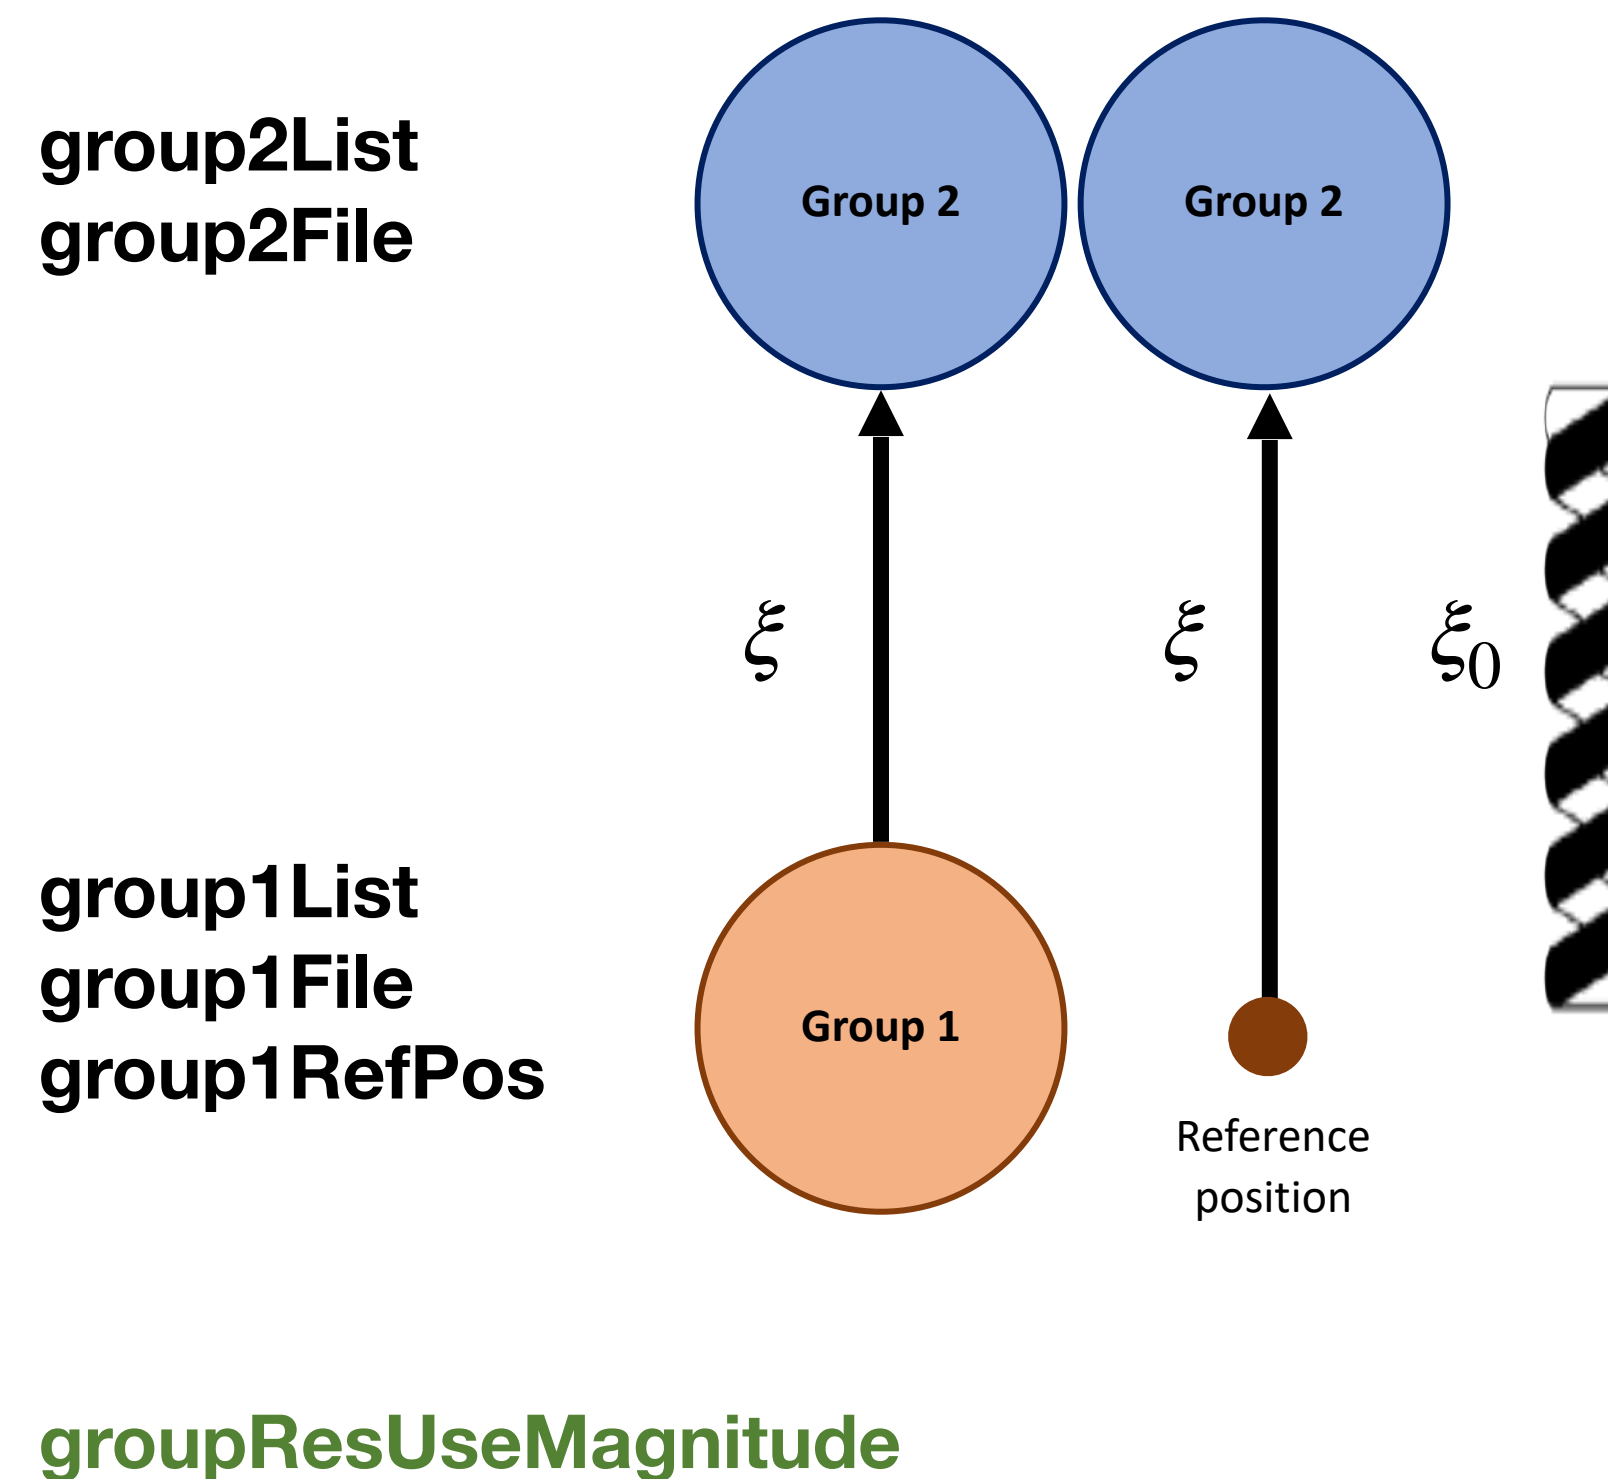 group2List
group2File
Group 2
Group 2
ξ
ξ
ξ₀
group1List
group1File
group1RefPos
Group 1
Reference
position
groupResUseMagnitude